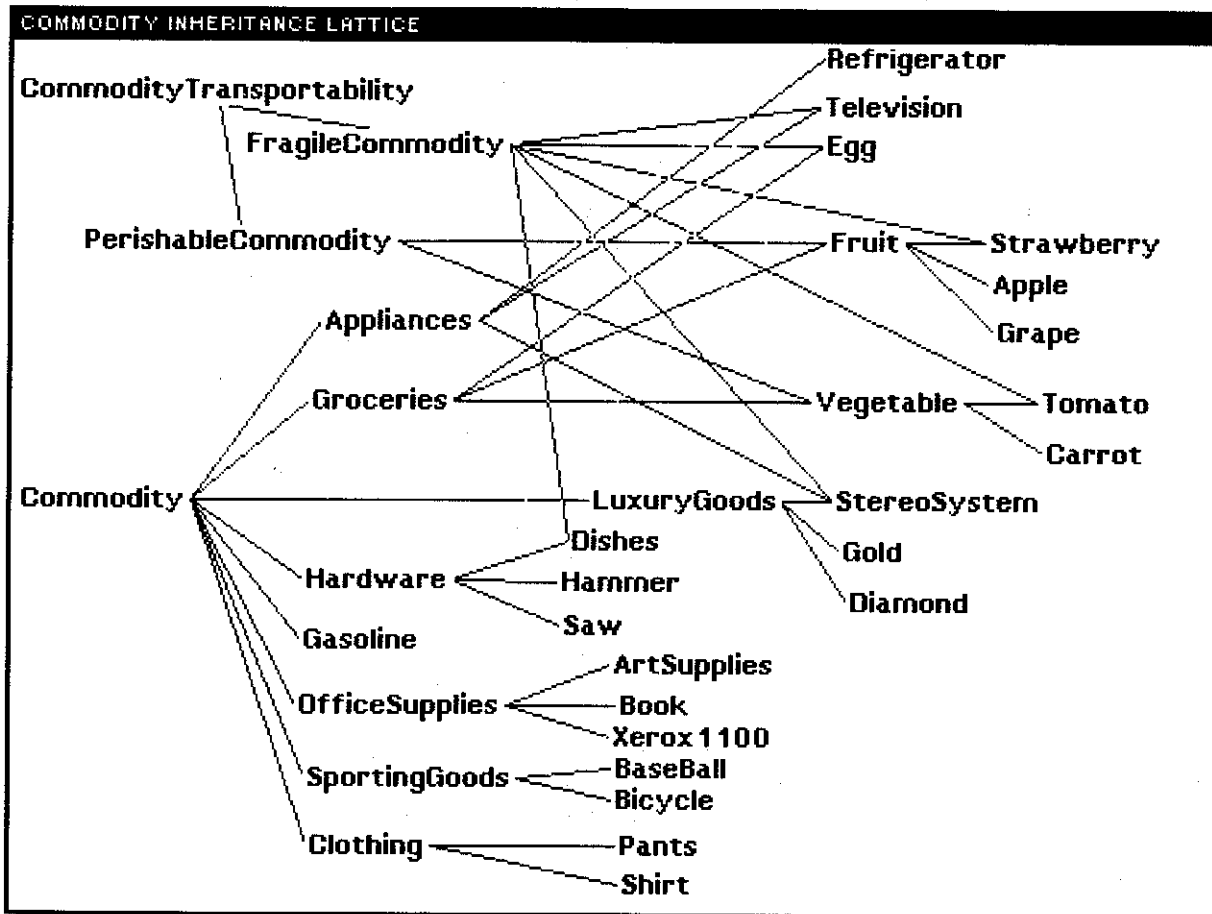 COMMODITY INHERITANCE LATTICE
Refrigerator
CommodityTransportability
Television
FragileCommodity
Egg
PerishableCommodity
Fruit
Strawberry
Apple
Appliances
Grape
Groceries
Vegetable
Tomato
Carrot
Commodity
LuxuryGoods
StereoSystem
Dishes
Gold
Hardware
Hammer
Diamond
Saw
Gasoline
ArtSupplies
OfficeSupplies
Book
Xerox1100
SportingGoods
BaseBall
Bicycle
Clothing
Pants
Shirt